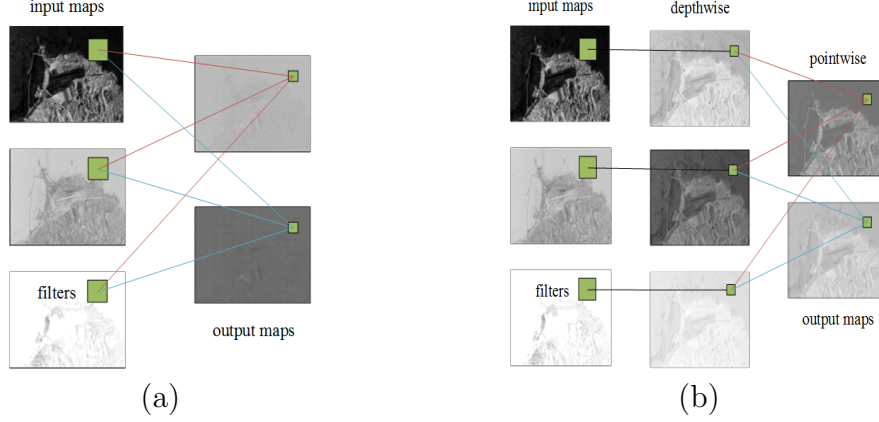 input maps
filters
output maps
(a)
input maps
depthwise
pointwise
filters
output maps
(b)